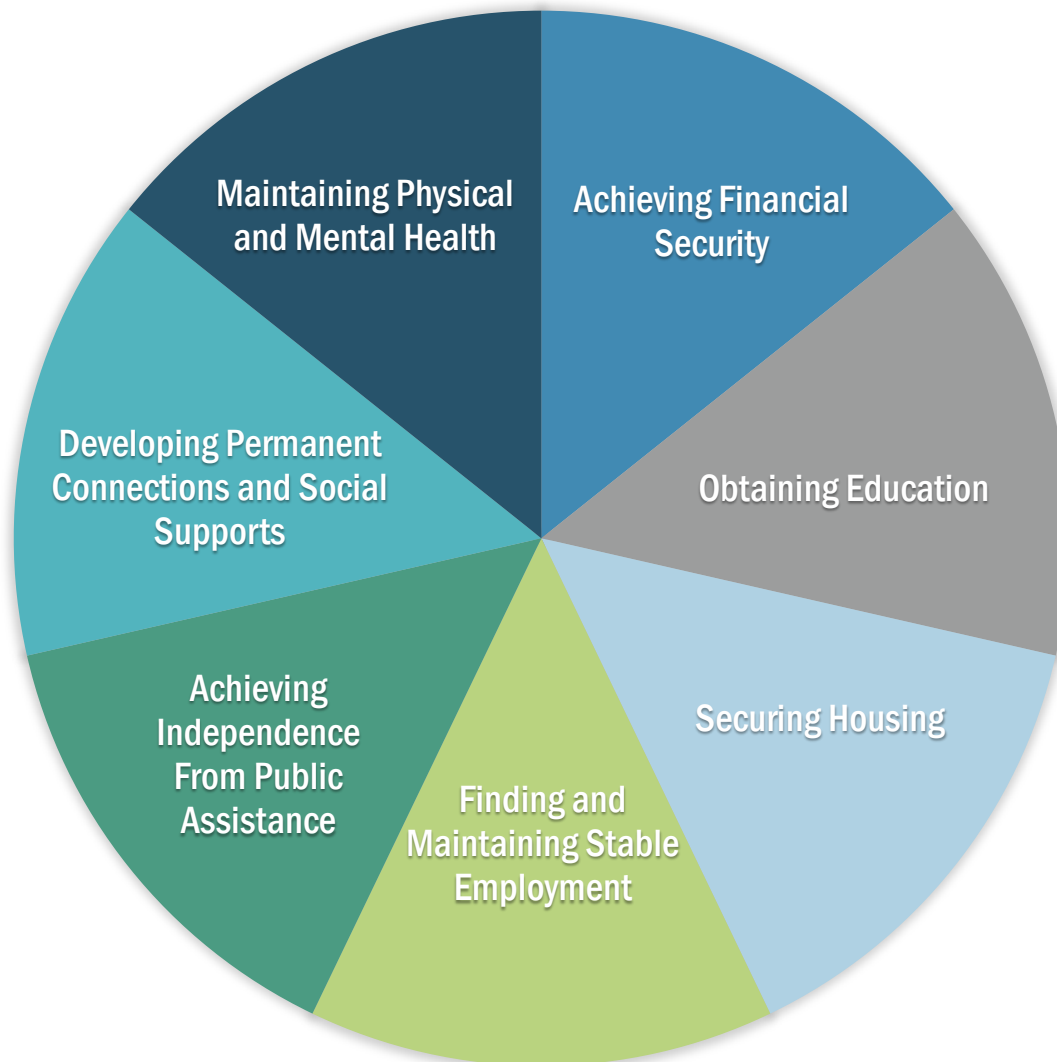 Maintaining Physical
and Mental Health
Achieving Financial
Security
Developing Permanent
Connections and Social
Supports
Obtaining Education
Achieving
Independence
From Public
Assistance
Securing Housing
Finding and
Maintaining Stable
Employment